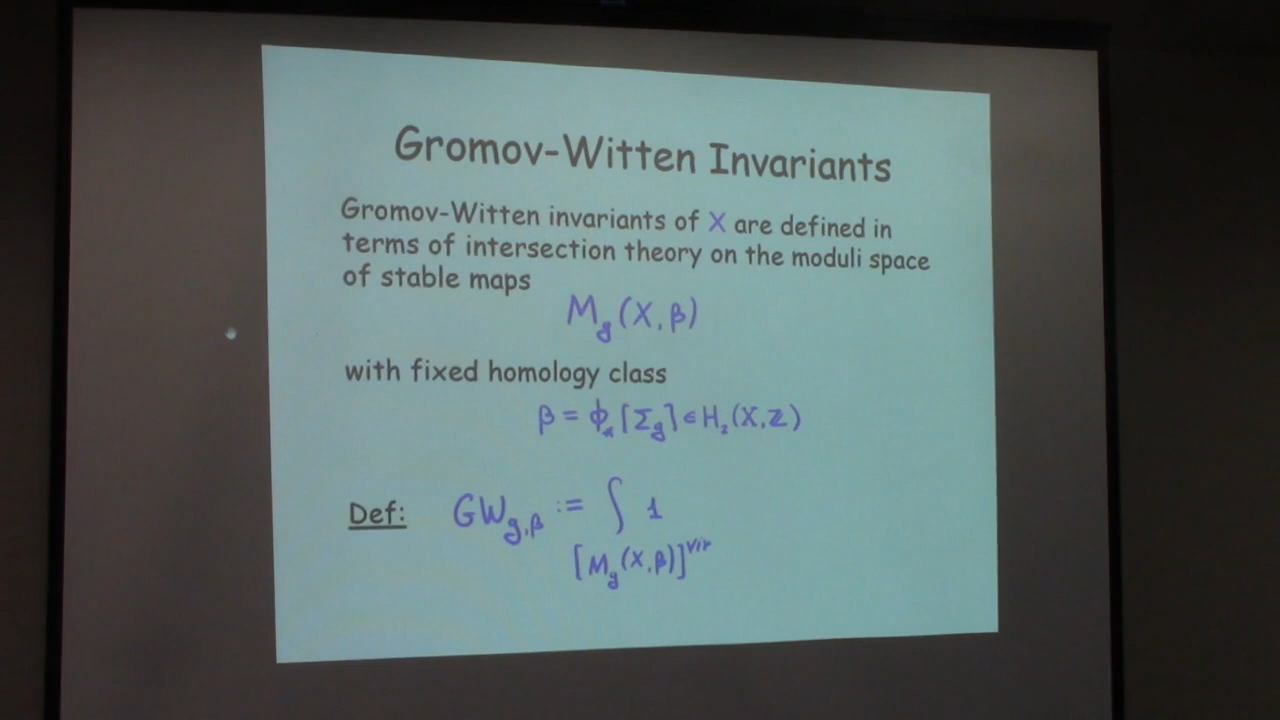 Gromov-Witten Invariants
Gromov-Witten invariants of X are defined in
terms of intersection theory on the moduli space
of stable maps
M_g(X,β)
with fixed homology class
β = ϕ_*[Σ_g] ∈ H_2(X,ℤ)
Def: GW_{g,β} := ∫ 1
[M_g(X,β)]^{vir}